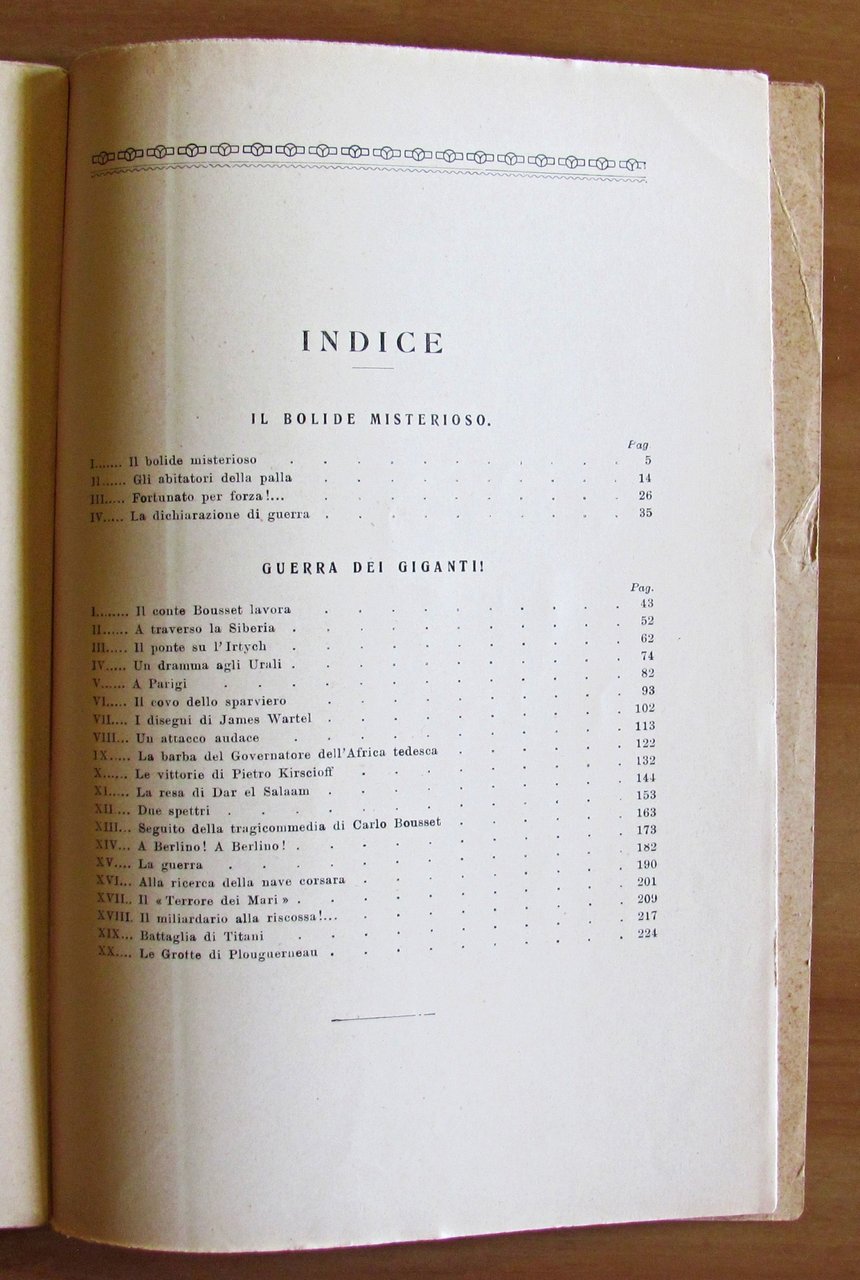 INDICE
IL BOLIDE MISTERIOSO.
Pag
I....... Il bolide misterioso . . . . . . . . . . . 5
II...... Gli abitatori della palla . . . . . . . . . . 14
III..... Fortunato per forza!... . . . . . . . . . . 26
IV..... La dichiarazione di guerra . . . . . . . . . . 35
GUERRA DEI GIGANTI!
Pag.
I........ Il conte Bousset lavora . . . . . . . . . . 43
II...... A traverso la Siberia . . . . . . . . . . . 52
III..... Il ponte su l'Irtych . . . . . . . . . . . 62
IV..... Un dramma agli Urali . . . . . . . . . . . 74
V...... A Parigi . . . . . . . . . . . . . 82
VI..... Il covo dello sparviero . . . . . . . . . . 93
VII.... I disegni di James Wartel . . . . . . . . . . 102
VIII... Un attacco audace . . . . . . . . . . . 113
IX..... La barba del Governatore dell'Africa tedesca . . . . . . 122
X...... Le vittorie di Pietro Kirscioff . . . . . . . . . 132
XI..... La resa di Dar el Salaam . . . . . . . . . . 144
XII.... Due spettri . . . . . . . . . . . . . 153
XIII... Seguito della tragicommedia di Carlo Bousset . . . . . . 163
XIV... A Berlino! A Berlino! . . . . . . . . . . . 173
XV.... La guerra . . . . . . . . . . . . . 182
XVI... Alla ricerca della nave corsara . . . . . . . . . 190
XVII.. Il « Terrore dei Mari » . . . . . . . . . . . 201
XVIII. Il miliardario alla riscossa!... . . . . . . . . . 209
XIX... Battaglia di Titani . . . . . . . . . . . 217
XX.... Le Grotte di Plouguerneau . . . . . . . . . . 224